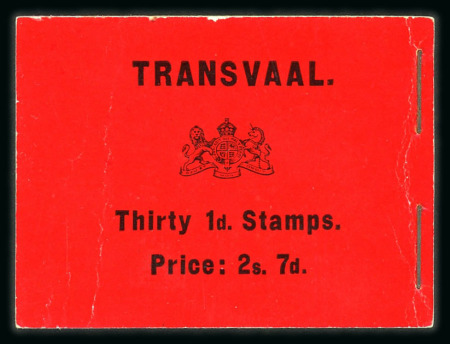 TRANSVAAL.
Thirty 1d. Stamps.
Price: 2s. 7d.